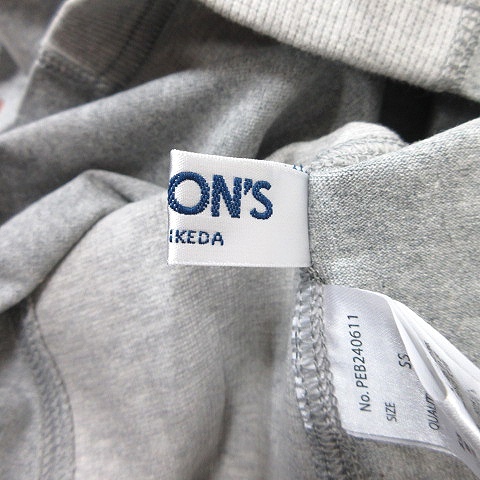 ON'S
IKEDA
No. PEB240611
SIZE SS